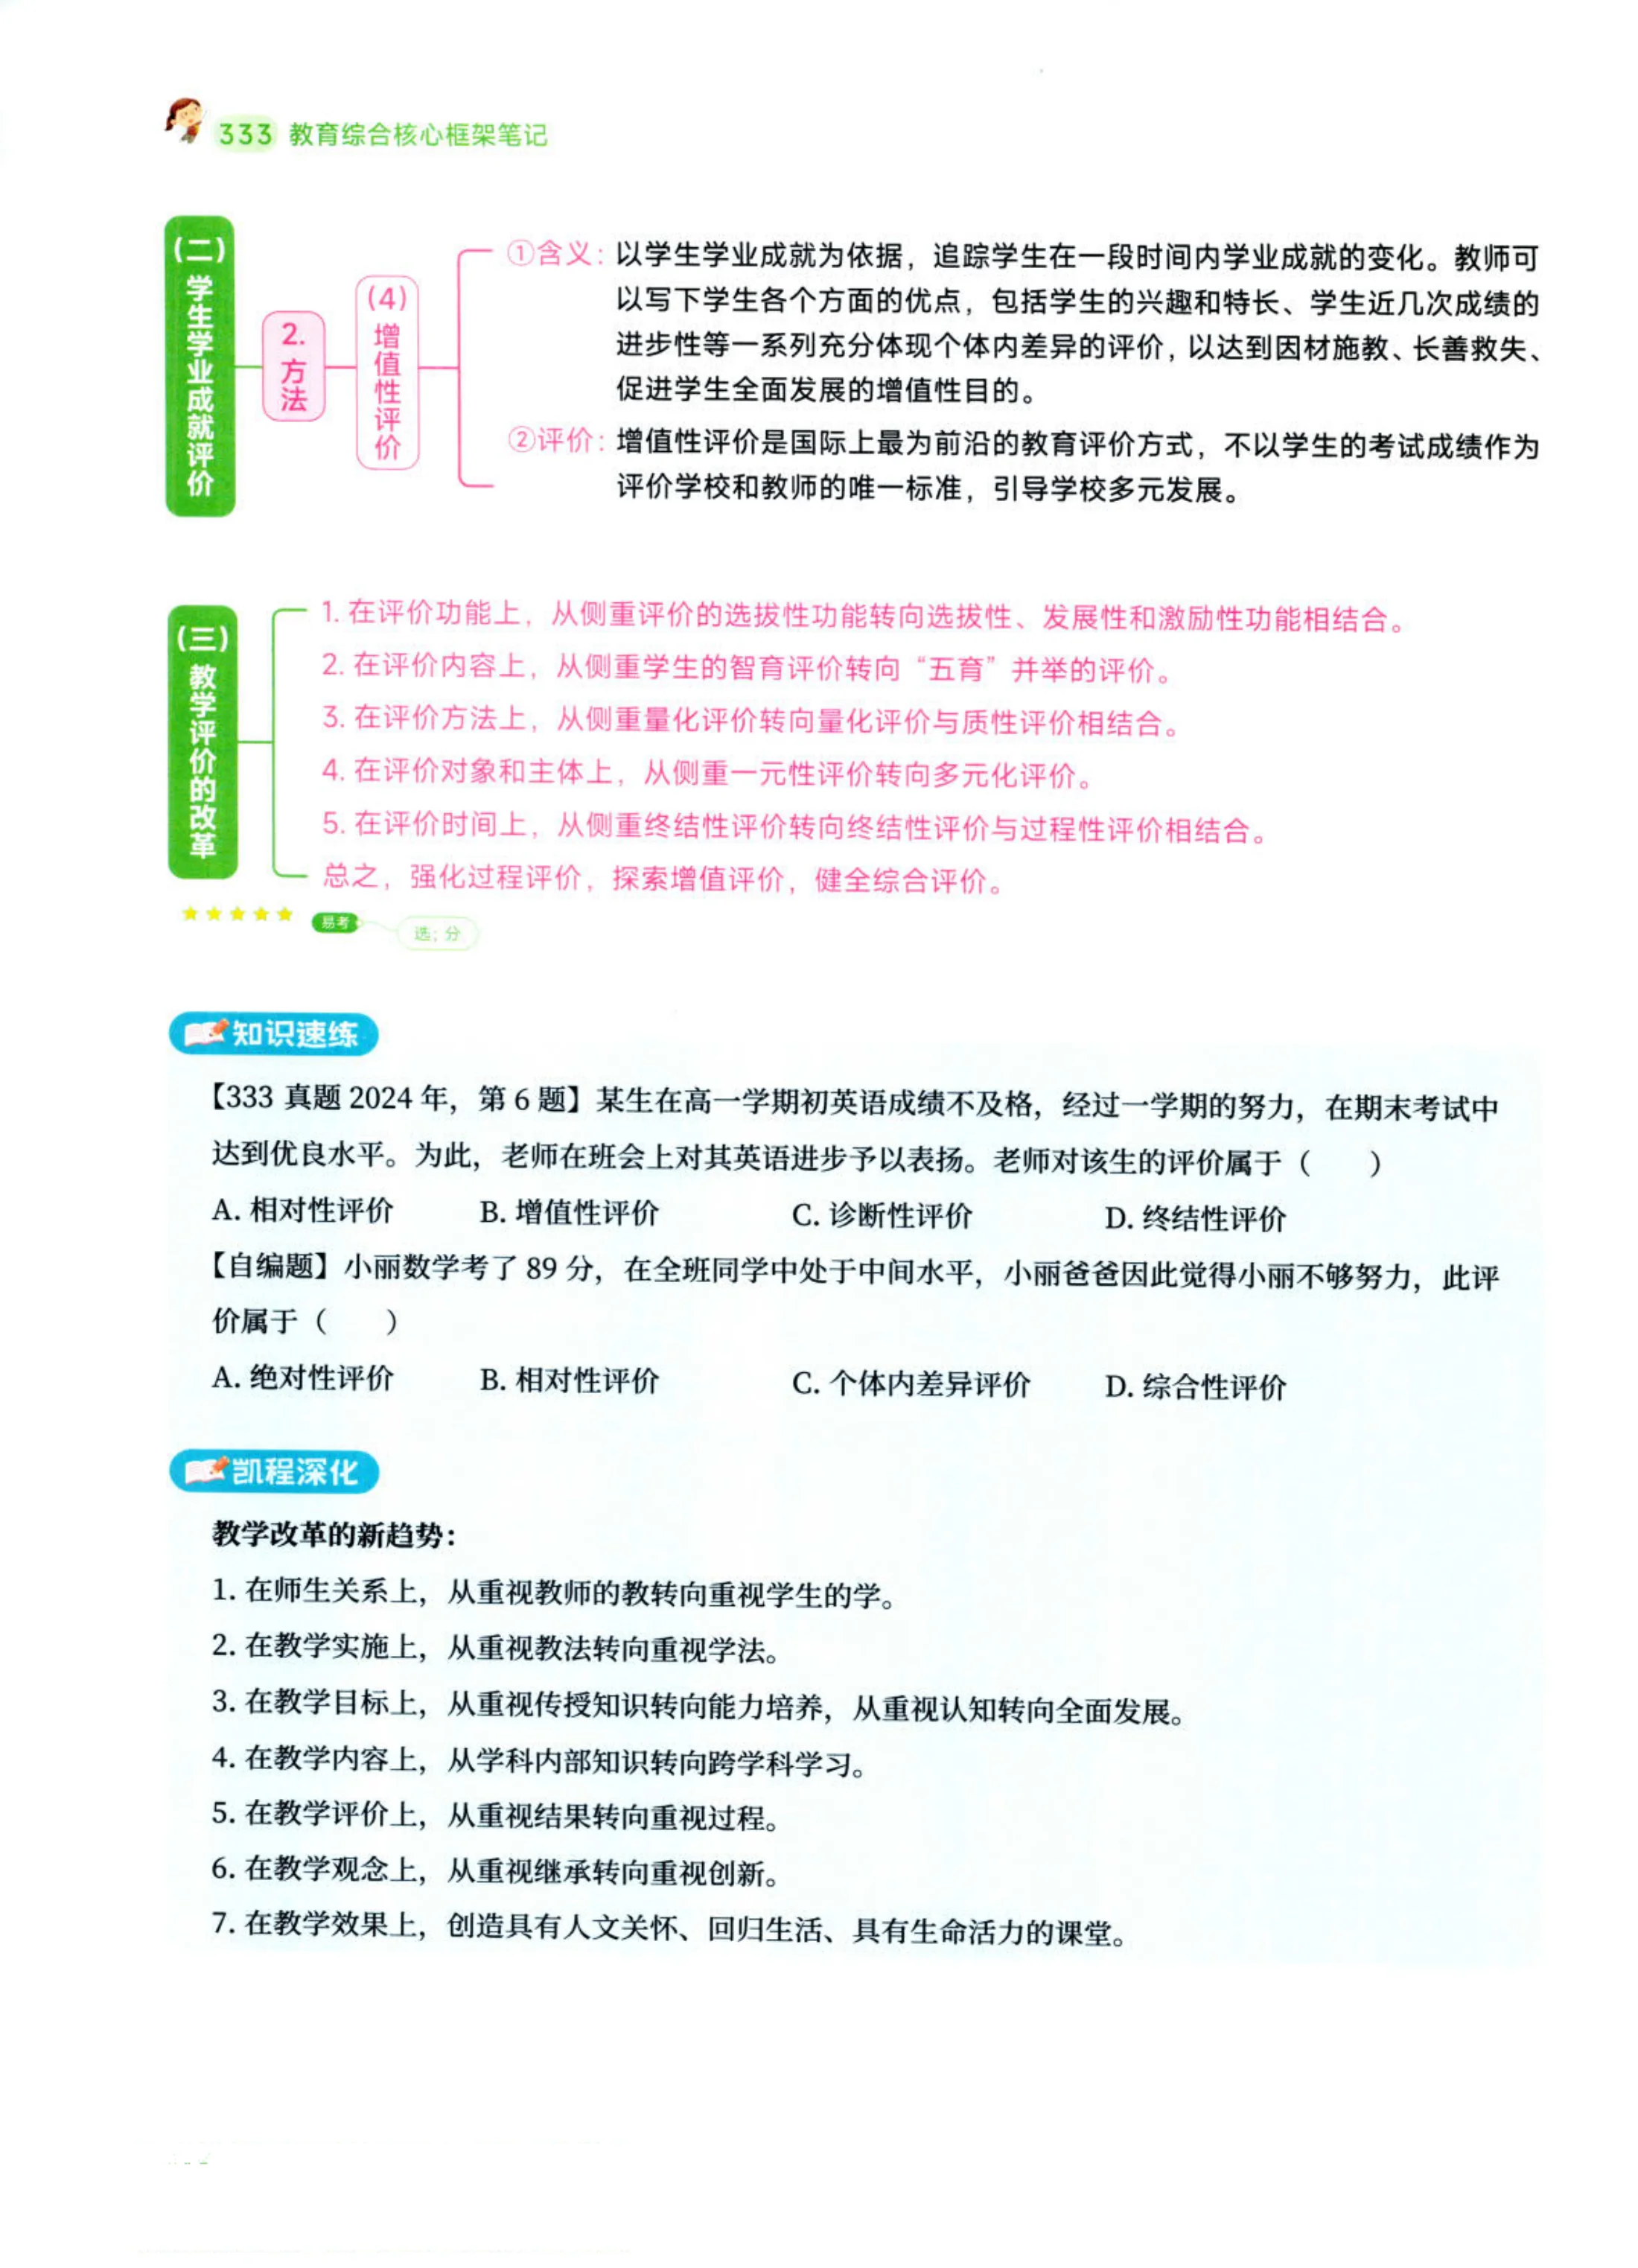 333 教育综合核心框架笔记
(二)学生学业成就评价
2.方法
(4)增值性评价
①含义：以学生学业成就为依据，追踪学生在一段时间内学业成就的变化。教师可
以写下学生各个方面的优点，包括学生的兴趣和特长、学生近几次成绩的
进步性等一系列充分体现个体内差异的评价，以达到因材施教、长善救失、
促进学生全面发展的增值性目的。
②评价：增值性评价是国际上最为前沿的教育评价方式，不以学生的考试成绩作为
评价学校和教师的唯一标准，引导学校多元发展。
(三)教学评价的改革
1. 在评价功能上，从侧重评价的选拔性功能转向选拔性、发展性和激励性功能相结合。
2. 在评价内容上，从侧重学生的智育评价转向“五育”并举的评价。
3. 在评价方法上，从侧重量化评价转向量化评价与质性评价相结合。
4. 在评价对象和主体上，从侧重一元性评价转向多元化评价。
5. 在评价时间上，从侧重终结性评价转向终结性评价与过程性评价相结合。
总之，强化过程评价，探索增值评价，健全综合评价。
易考 选；分
知识速练
【333 真题 2024 年，第 6 题】某生在高一学期初英语成绩不及格，经过一学期的努力，在期末考试中
达到优良水平。为此，老师在班会上对其英语进步予以表扬。老师对该生的评价属于（　　）
A. 相对性评价 B. 增值性评价 C. 诊断性评价 D. 终结性评价
【自编题】小丽数学考了 89 分，在全班同学中处于中间水平，小丽爸爸因此觉得小丽不够努力，此评
价属于（　　）
A. 绝对性评价 B. 相对性评价 C. 个体内差异评价 D. 综合性评价
凯程深化
教学改革的新趋势：
1. 在师生关系上，从重视教师的教转向重视学生的学。
2. 在教学实施上，从重视教法转向重视学法。
3. 在教学目标上，从重视传授知识转向能力培养，从重视认知转向全面发展。
4. 在教学内容上，从学科内部知识转向跨学科学习。
5. 在教学评价上，从重视结果转向重视过程。
6. 在教学观念上，从重视继承转向重视创新。
7. 在教学效果上，创造具有人文关怀、回归生活、具有生命活力的课堂。